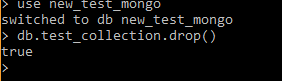 > use new_test_mongo
switched to db new_test_mongo
> db.test_collection.drop()
true
>